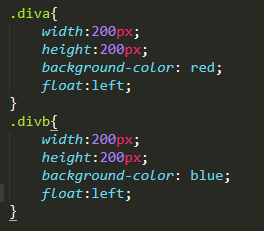 .diva{
    width:200px;
    height:200px;
    background-color: red;
    float:left;
}
.divb{
    width:200px;
    height:200px;
    background-color: blue;
    float:left;
}